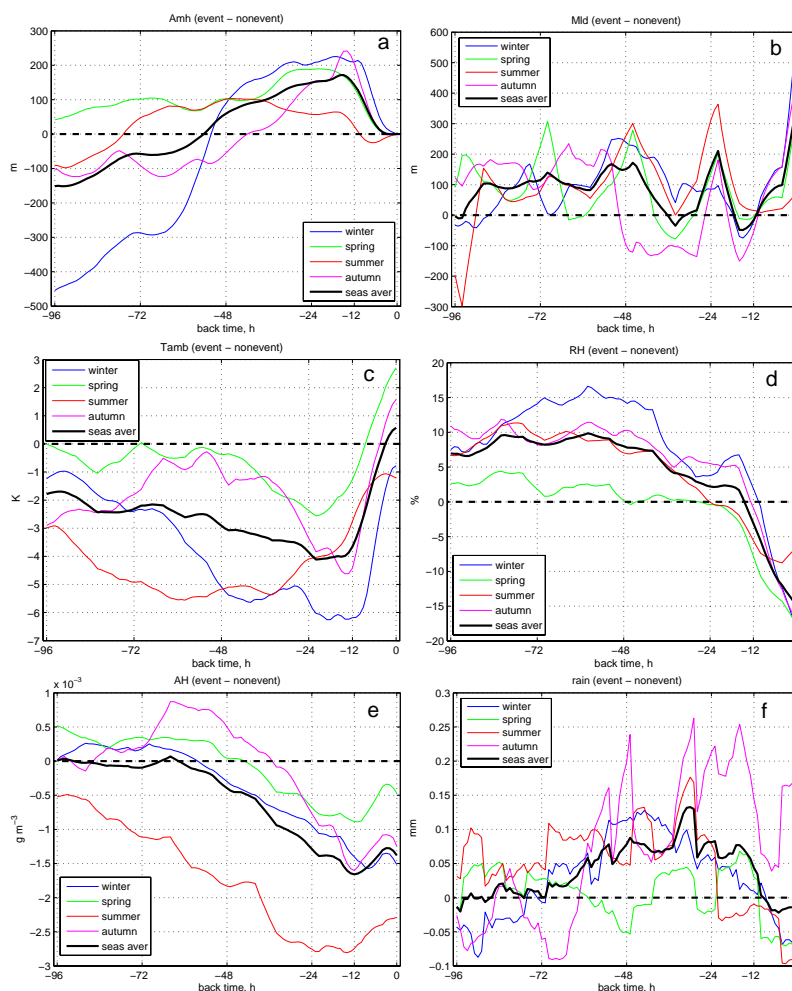 Amh (event − nonevent)
a
300
200
100
0
−100
−200
−300
−400
−500
m
−96
−72
−48
−24
−12
0
back time, h
winter
spring
summer
autumn
seas aver
Mld (event − nonevent)
b
600
500
400
300
200
100
0
−100
−200
−300
m
−96
−72
−48
−24
−12
0
back time, h
winter
spring
summer
autumn
seas aver
Tamb (event − nonevent)
c
3
2
1
0
−1
−2
−3
−4
−5
−6
−7
K
−96
−72
−48
−24
−12
0
back time, h
winter
spring
summer
autumn
seas aver
RH (event − nonevent)
d
20
15
10
5
0
−5
−10
−15
20
%
−96
−72
−48
−24
−12
0
back time, h
winter
spring
summer
autumn
seas aver
AH (event − nonevent)
x 10−3
e
1
0.5
0
−0.5
−1
−1.5
−2
−2.5
−3
g m−3
−96
−72
−48
−24
−12
0
back time, h
winter
spring
summer
autumn
seas aver
rain (event − nonevent)
f
0.3
0.25
0.2
0.15
0.1
0.05
0
−0.05
−0.1
mm
−96
−72
−48
−24
−12
0
back time, h
winter
spring
summer
autumn
seas aver